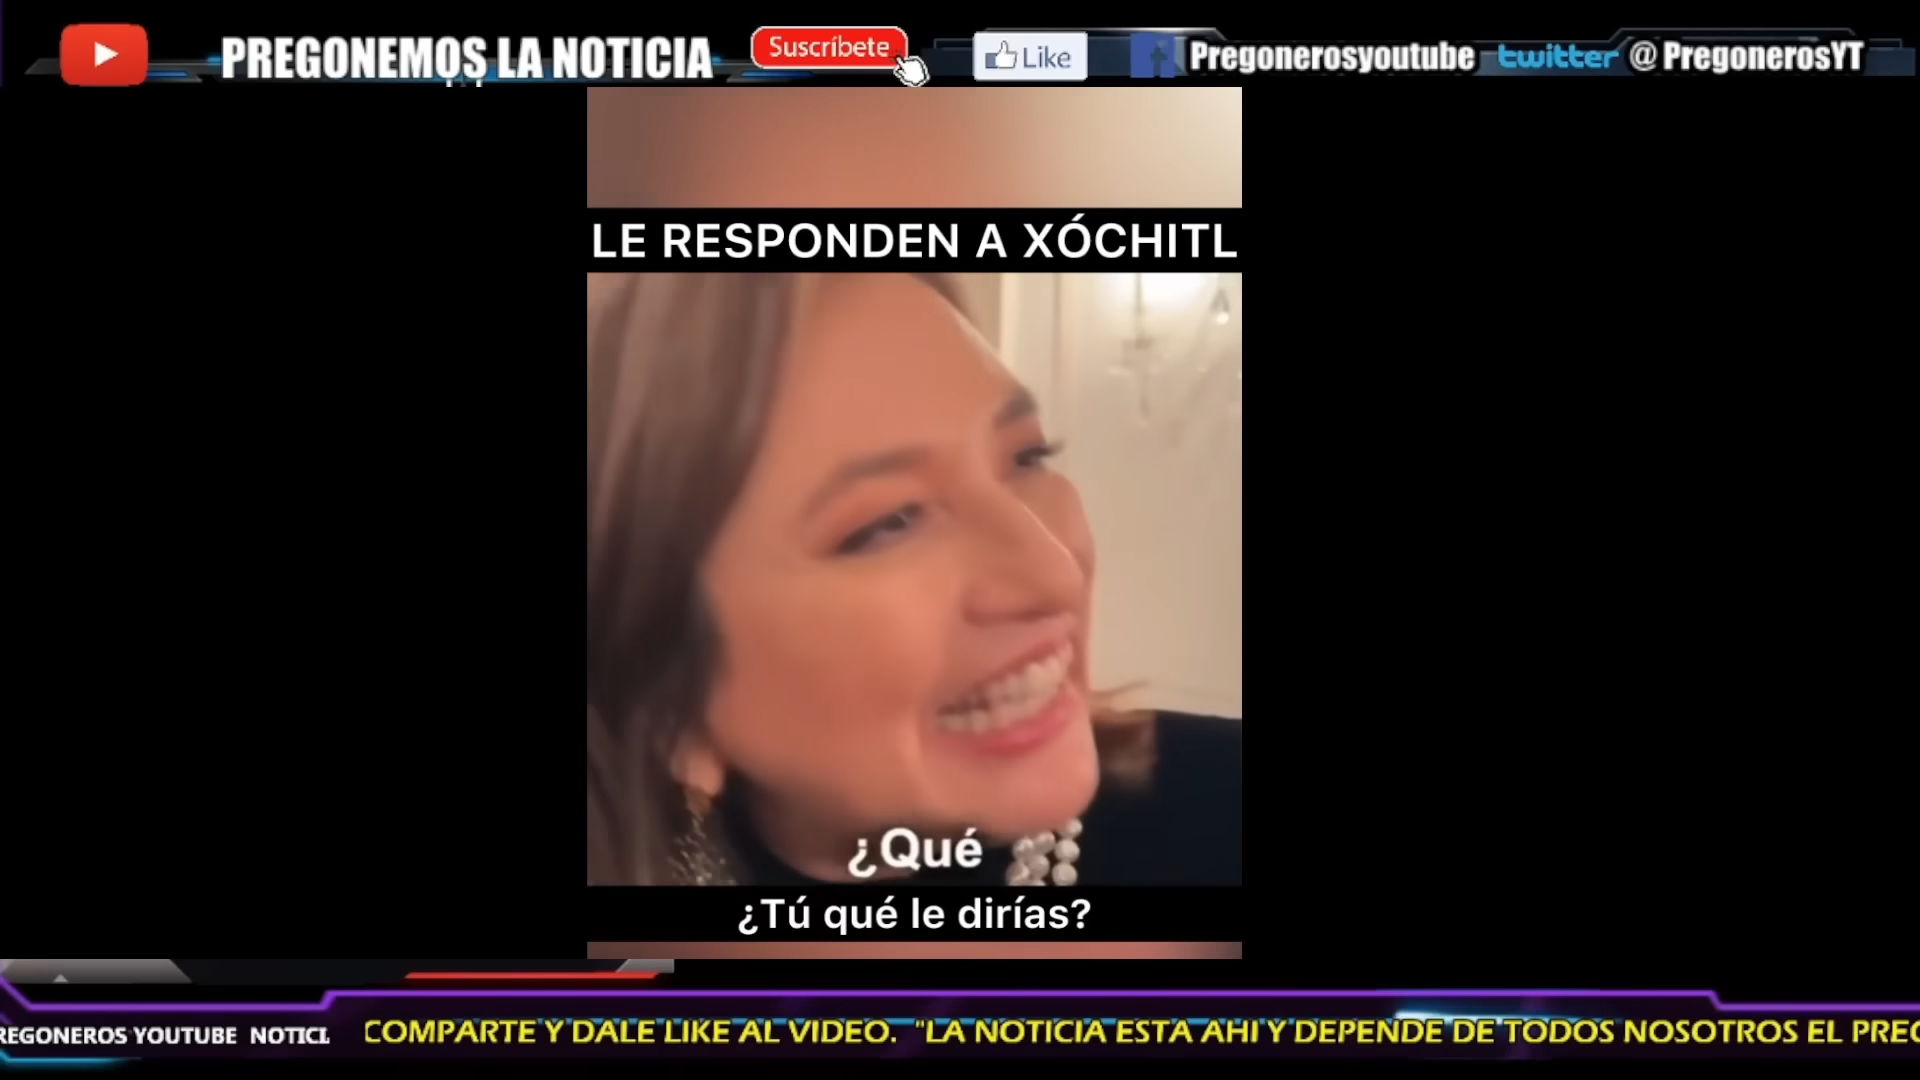 PREGONEMOS LA NOTICIA
Suscríbete
Like
Pregonerosyoutube
twitter @PregonerosYT
LE RESPONDEN A XÓCHITL
¿Qué
¿Tú qué le dirías?
REGONEROS YOUTUBE NOTICI
COMPARTE Y DALE LIKE AL VIDEO. "LA NOTICIA ESTA AHI Y DEPENDE DE TODOS NOSOTROS EL PREG